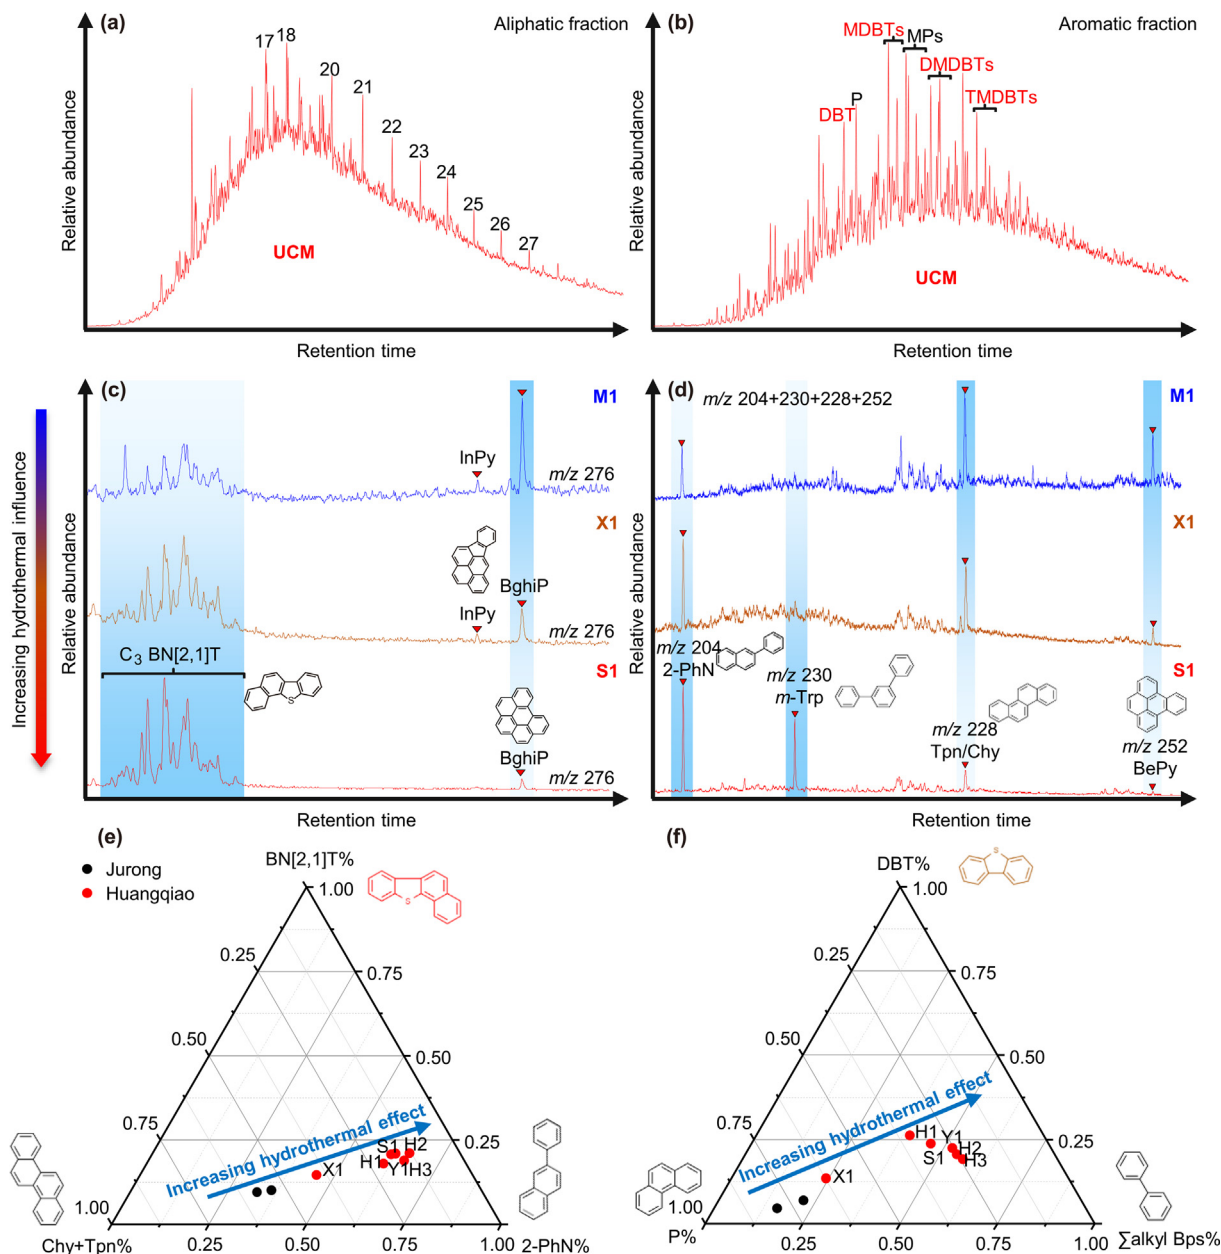 (a)
Aliphatic fraction
17
18
20
21
22
23
24
25
26
27
UCM
Relative abundance
Retention time
(b)
Aromatic fraction
MDBTs
MPs
DMDBTs
TMDBTs
DBT
P
UCM
Relative abundance
Retention time
Increasing hydrothermal influence
(c)
M1
InPy
m/z 276
X1
BghiP
InPy
m/z 276
C3 BN[2,1]T
S1
S
BghiP
m/z 276
Relative abundance
Retention time
(d)
m/z 204+230+228+252
M1
X1
S1
m/z 204
2-PhN
m/z 230
m-Trp
m/z 228
Tpn/Chy
m/z 252
BePy
Relative abundance
Retention time
(e)
Jurong
Huangqiao
BN[2,1]T%
S
1.00
0.25
0.75
0.50
0.50
0.75
0.25
Increasing hydrothermal effect
S1
H2
H1
Y1
H3
X1
1.00
Chy+Tpn%
0.25
0.50
0.75
1.00
2-PhN%
(f)
DBT%
S
1.00
0.25
0.75
0.50
0.50
0.75
0.25
Increasing hydrothermal effect
H1
Y1
S1
H2
H3
X1
1.00
P%
0.25
0.50
0.75
1.00
∑alkyl Bps%